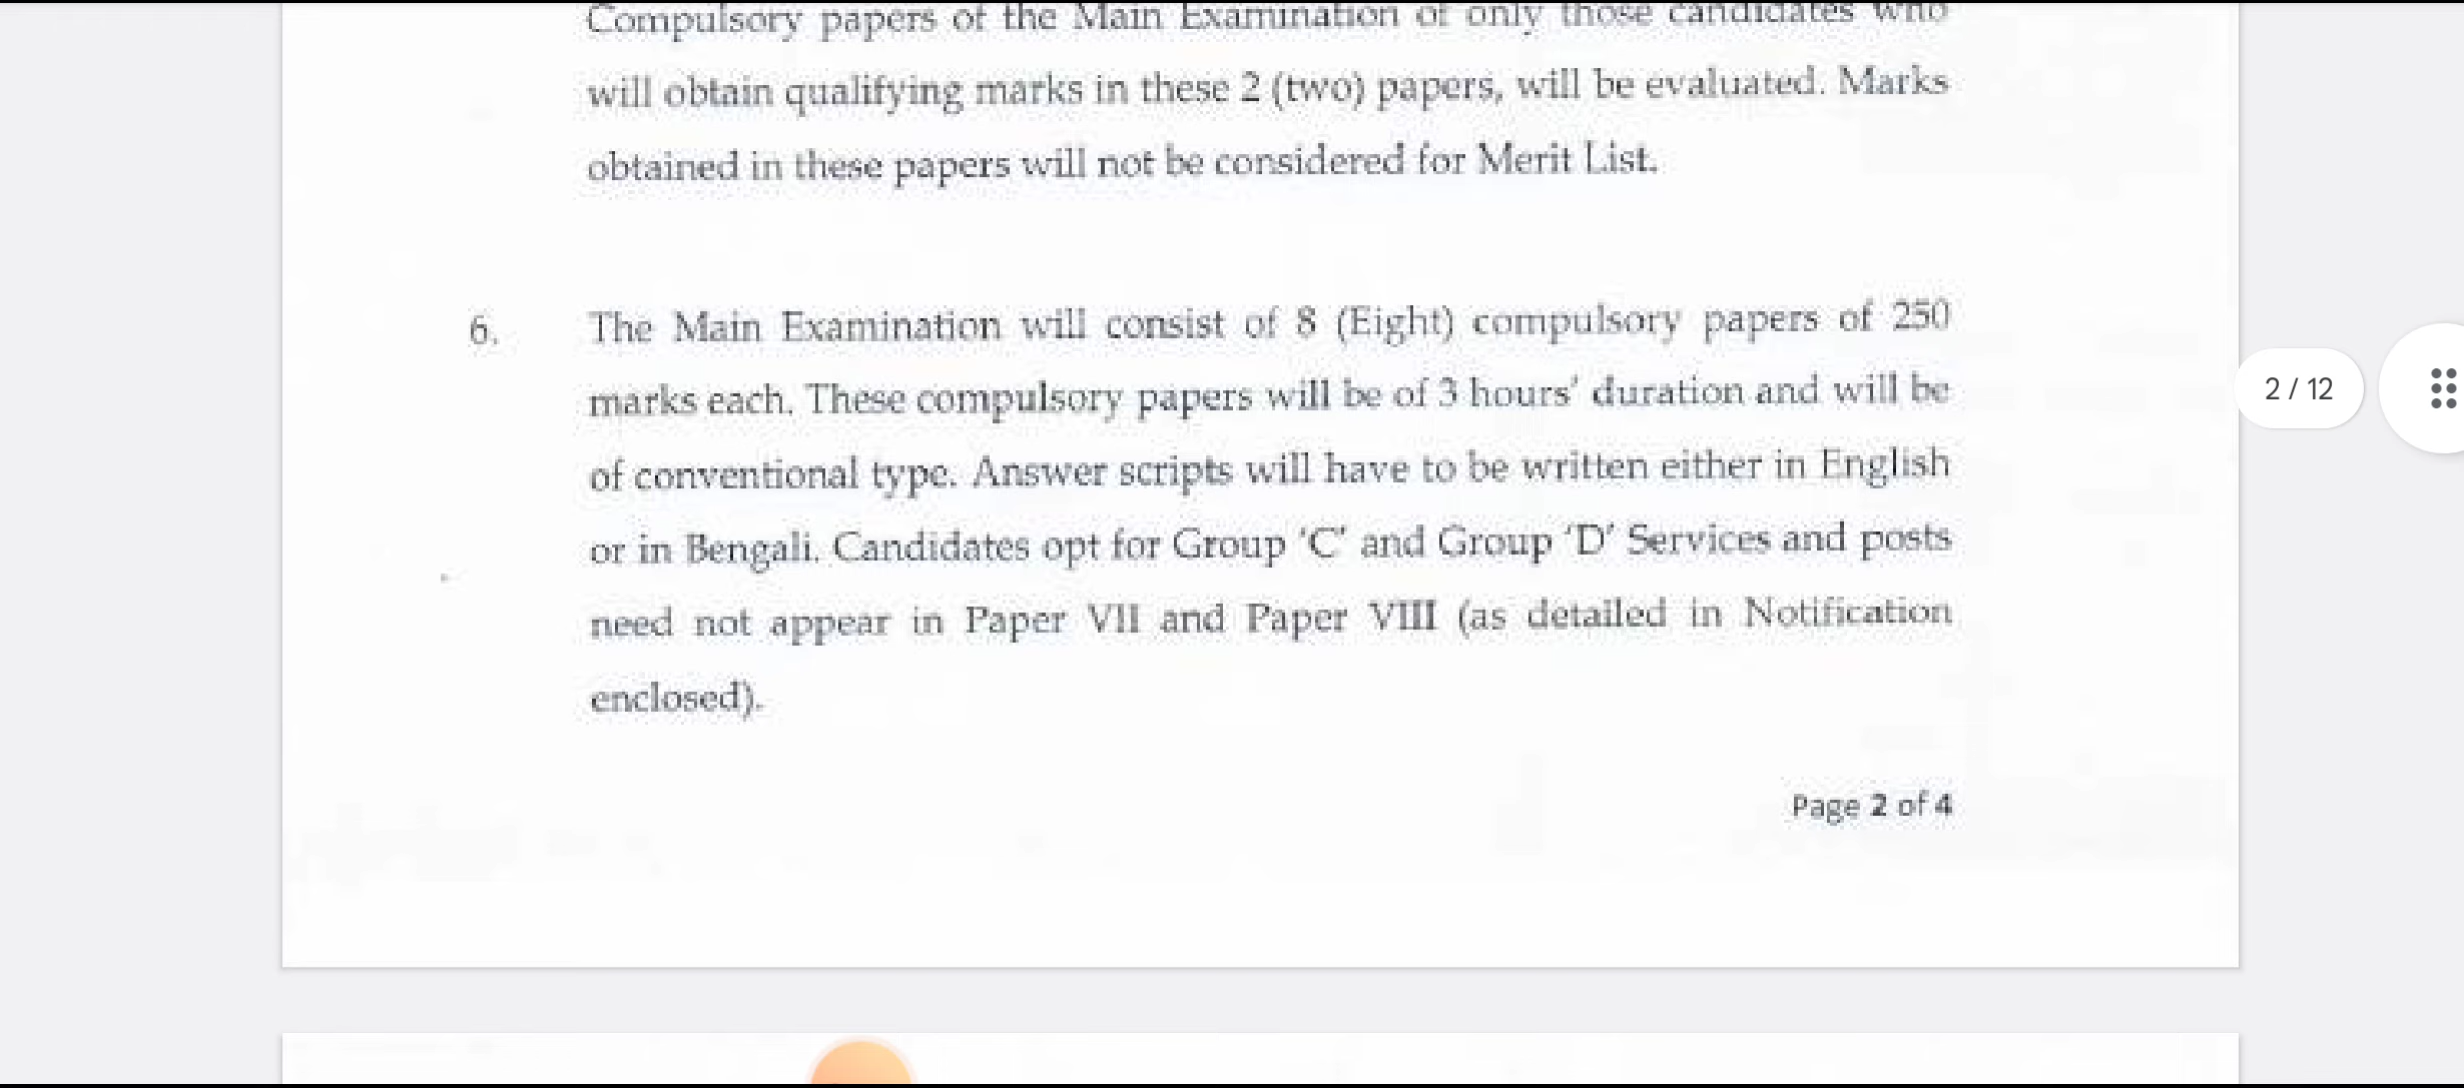 Compulsory papers of the Main Examination of only those candidates who
will obtain qualifying marks in these 2 (two) papers, will be evaluated. Marks
obtained in these papers will not be considered for Merit List.
6. The Main Examination will consist of 8 (Eight) compulsory papers of 250
marks each. These compulsory papers will be of 3 hours' duration and will be
of conventional type. Answer scripts will have to be written either in English
or in Bengali. Candidates opt for Group 'C' and Group 'D' Services and posts
need not appear in Paper VII and Paper VIII (as detailed in Notification
enclosed).
Page 2 of 4
2 / 12